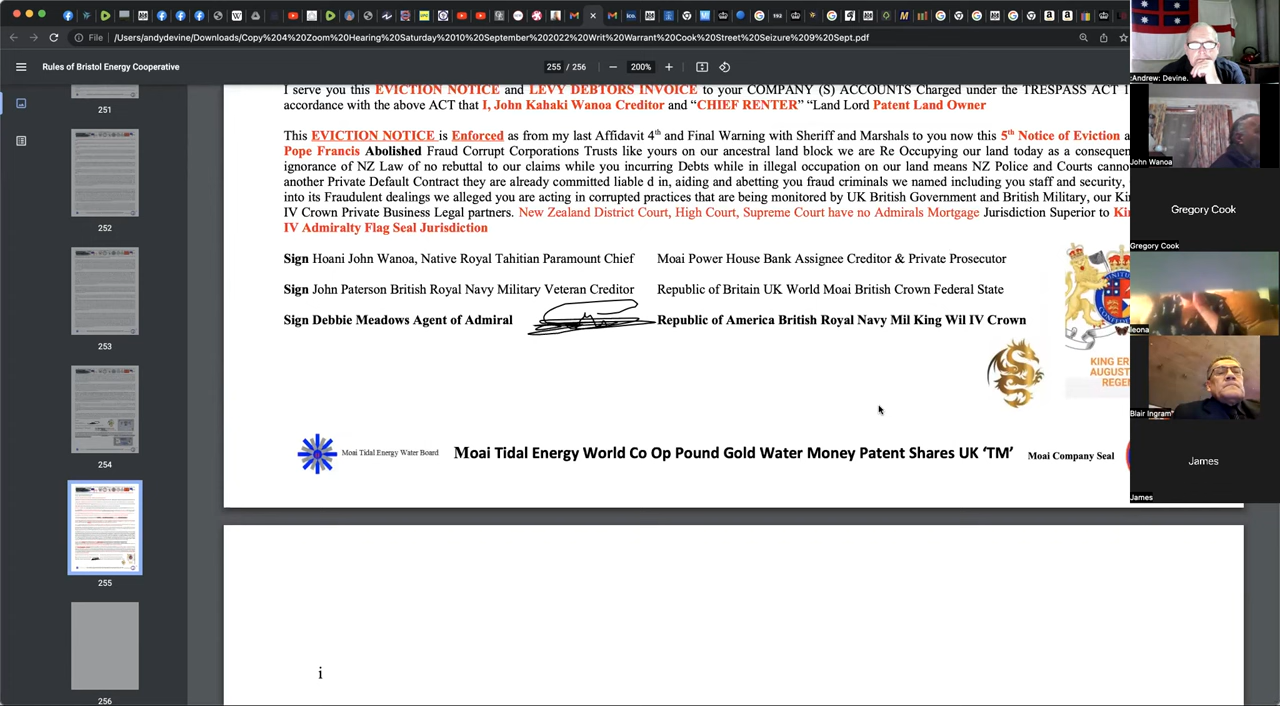 File
/Users/andydevine/Downloads/Copy%204%20Zoom%20Hearing%20Saturday%2010%20September%202022%20Writ%20Warrant%20Cook%20Street%20Seizure%209%20Sept.pdf
Rules of Bristol Energy Cooperative
255 / 256
200%
251
252
253
254
255
256
I serve you this EVICTION NOTICE and LEVY DEBTORS INVOICE to your COMPANY (S) ACCOUNTS Charged under the TRESPASS ACT
accordance with the above ACT that I, John Kahaki Wanoa Creditor and “CHIEF RENTER” “Land Lord Patent Land Owner
This EVICTION NOTICE is Enforced as from my last Affidavit 4th and Final Warning with Sheriff and Marshals to you now this 5th Notice of Eviction
Pope Francis Abolished Fraud Corrupt Corporations Trusts like yours on our ancestral land block we are Re Occupying our land today as a consequen
ignorance of NZ Law of no rebuttal to our claims while you incurring Debts while in illegal occupation on our land means NZ Police and Courts canno
another Private Default Contract they are already committed liable d in, aiding and abetting you fraud criminals we named including you staff and security,
into its Fraudulent dealings we alleged you are acting in corrupted practices that are being monitored by UK British Government and British Military, our Kin
IV Crown Private Business Legal partners. New Zealand District Court, High Court, Supreme Court have no Admirals Mortgage Jurisdiction Superior to Kin
IV Admiralty Flag Seal Jurisdiction
Sign Hoani John Wanoa, Native Royal Tahitian Paramount Chief Moai Power House Bank Assignee Creditor & Private Prosecutor
Sign John Paterson British Royal Navy Military Veteran Creditor Republic of Britain UK World Moai British Crown Federal State
Sign Debbie Meadows Agent of Admiral Republic of America British Royal Navy Mil King Wil IV Crown
KING ER
AUGUST
REGE
Moai Tidal Energy Water Board
Moai Tidal Energy World Co Op Pound Gold Water Money Patent Shares UK ‘TM’
Moai Company Seal
i
:Andrew: Devine.
John Wanoa
Gregory Cook
Gregory Cook
leona
Blair Ingram"
James
James